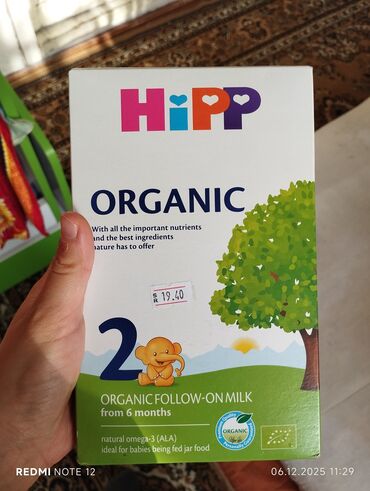 HiPP
ORGANIC
With all the important nutrients
and the best ingredients
nature has to offer
19.40
2
ORGANIC FOLLOW-ON MILK
from 6 months
natural omega-3 (ALA)
ideal for babies being fed jar food
ORGANIC
REDMI NOTE 12
06.12.2025 11:29